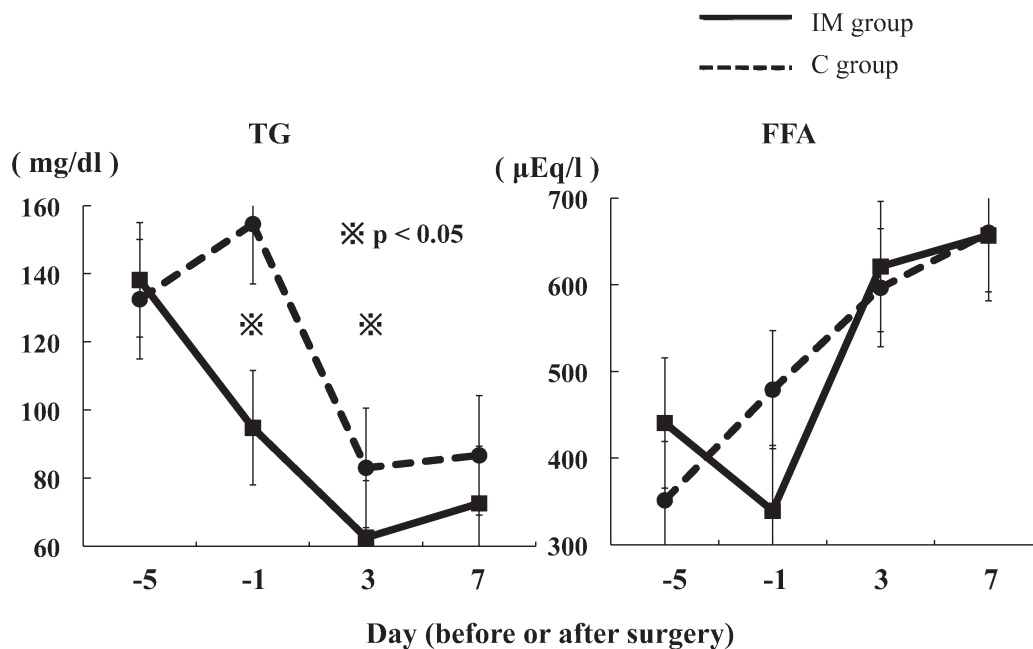 IM group
C group
TG
( mg/dl )
160
140
120
100
80
60
※ p < 0.05
※
※
-5
-1
3
7
FFA
( µEq/l )
700
600
500
400
300
-5
-1
3
7
Day (before or after surgery)